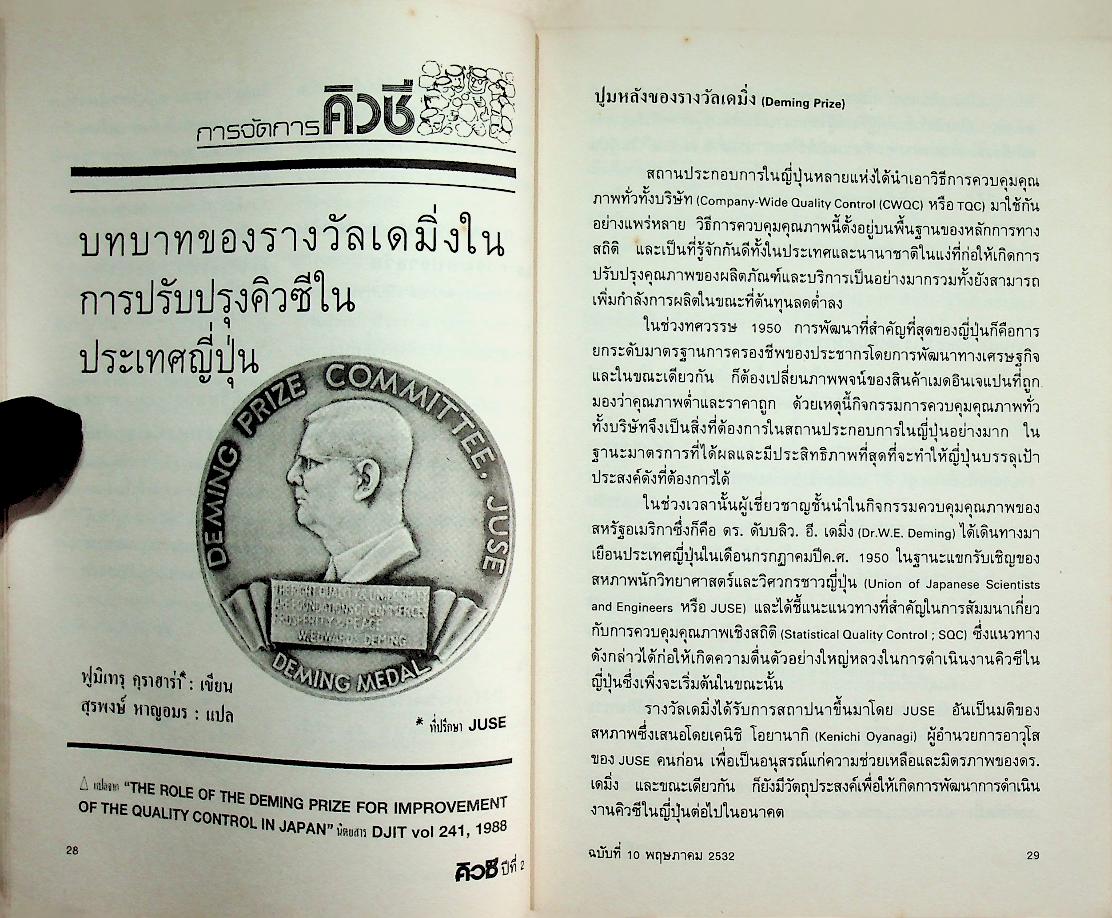 การจัดการคิวซี
บทบาทของรางวัลเดมิ่งใน
การปรับปรุงคิวซีใน
ประเทศญี่ปุ่น
DEMING PRIZE COMMITTEE, JUSE
THE RIGHT QUALITY & UNIFORMITY
ARE FOUNDATIONS OF COMMERCE
PROSPERITY & PEACE
W. EDWARDS DEMING
DEMING MEDAL
ฟูมิเทรุ คุราฮาร่า* : เขียน
สุรพงษ์ หาญอมร : แปล
* ที่ปรึกษา JUSE
△ แปลจาก "THE ROLE OF THE DEMING PRIZE FOR IMPROVEMENT
OF THE QUALITY CONTROL IN JAPAN" นิตยสาร DJIT vol 241, 1988
28
คิวซี ปีที่ 2
ปูมหลังของรางวัลเดมิ่ง (Deming Prize)
สถานประกอบการในญี่ปุ่นหลายแห่งได้นำเอาวิธีการควบคุมคุณ
ภาพทั่วทั้งบริษัท (Company-Wide Quality Control (CWQC) หรือ TQC) มาใช้กัน
อย่างแพร่หลาย วิธีการควบคุมคุณภาพนี้ตั้งอยู่บนพื้นฐานของหลักการทาง
สถิติ และเป็นที่รู้จักกันดีทั้งในประเทศและนานาชาติในแง่ที่ก่อให้เกิดการ
ปรับปรุงคุณภาพของผลิตภัณฑ์และบริการเป็นอย่างมากรวมทั้งยังสามารถ
เพิ่มกำลังการผลิตในขณะที่ต้นทุนลดต่ำลง
ในช่วงทศวรรษ 1950 การพัฒนาที่สำคัญที่สุดของญี่ปุ่นก็คือการ
ยกระดับมาตรฐานการครองชีพของประชากรโดยการพัฒนาทางเศรษฐกิจ
และในขณะเดียวกัน ก็ต้องเปลี่ยนภาพพจน์ของสินค้าเมดอินเจแปนที่ถูก
มองว่าคุณภาพต่ำและราคาถูก ด้วยเหตุนี้กิจกรรมการควบคุมคุณภาพทั่ว
ทั้งบริษัทจึงเป็นสิ่งที่ต้องการในสถานประกอบการในญี่ปุ่นอย่างมาก ใน
ฐานะมาตรการที่ได้ผลและมีประสิทธิภาพที่สุดที่จะทำให้ญี่ปุ่นบรรลุเป้า
ประสงค์ดังที่ต้องการได้
ในช่วงเวลานั้นผู้เชี่ยวชาญชั้นนำในกิจกรรมควบคุมคุณภาพของ
สหรัฐอเมริกาซึ่งก็คือ ดร. ดับบลิว. อี. เดมิ่ง (Dr.W.E. Deming) ได้เดินทางมา
เยือนประเทศญี่ปุ่นในเดือนกรกฎาคมปีค.ศ. 1950 ในฐานะแขกรับเชิญของ
สหภาพนักวิทยาศาสตร์และวิศวกรชาวญี่ปุ่น (Union of Japanese Scientists
and Engineers หรือ JUSE) และได้ชี้แนะแนวทางที่สำคัญในการสัมมนาเกี่ยว
กับการควบคุมคุณภาพเชิงสถิติ (Statistical Quality Control ; SQC) ซึ่งแนวทาง
ดังกล่าวได้ก่อให้เกิดความตื่นตัวอย่างใหญ่หลวงในการดำเนินงานคิวซีใน
ญี่ปุ่นซึ่งเพิ่งจะเริ่มต้นในขณะนั้น
รางวัลเดมิ่งได้รับการสถาปนาขึ้นมาโดย JUSE อันเป็นมติของ
สหภาพซึ่งเสนอโดยเคนิชิ โอยานากิ (Kenichi Oyanagi) ผู้อำนวยการอาวุโส
ของ JUSE คนก่อน เพื่อเป็นอนุสรณ์แก่ความช่วยเหลือและมิตรภาพของดร.
เดมิ่ง และขณะเดียวกัน ก็ยังมีวัตถุประสงค์เพื่อให้เกิดการพัฒนาการดำเนิน
งานคิวซีในญี่ปุ่นต่อไปในอนาคต
ฉบับที่ 10 พฤษภาคม 2532
29